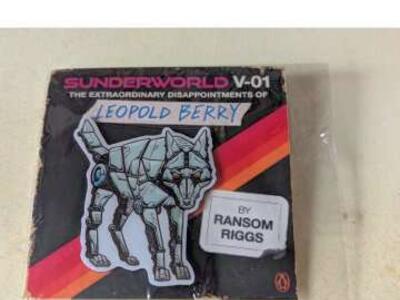 SUNDERWORLD V-01
THE EXTRAORDINARY DISAPPOINTMENTS OF
LEOPOLD BERRY
BY
RANSOM
RIGGS